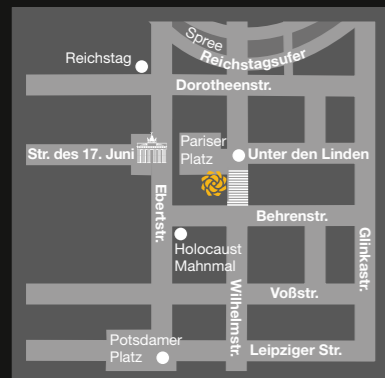 Spree
Reichstagsufer
Reichstag
Dorotheenstr.
Str. des 17. Juni
Pariser
Platz
Unter den Linden
Ebertstr.
Behrenstr.
Glinkastr.
Holocaust
Mahnmal
Wilhelmstr.
Voßstr.
Potsdamer
Platz
Leipziger Str.